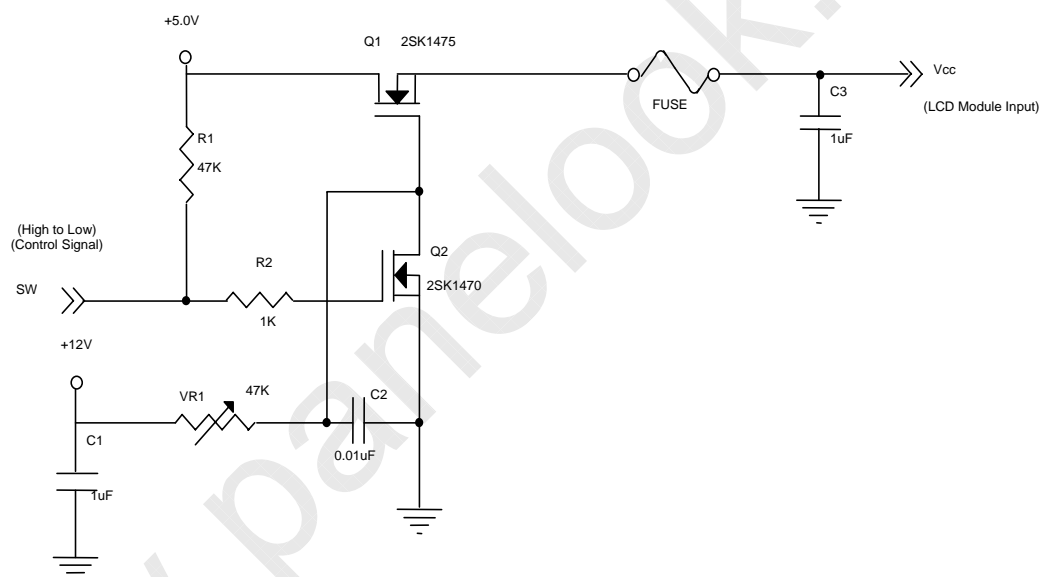 +5.0V
Q1 2SK1475
Vcc
FUSE
C3
(LCD Module Input)
R1
1uF
47K
(High to Low)
(Control Signal)
Q2
R2
SW
2SK1470
1K
+12V
VR1
47K
C2
C1
0.01uF
1uF
panelook.